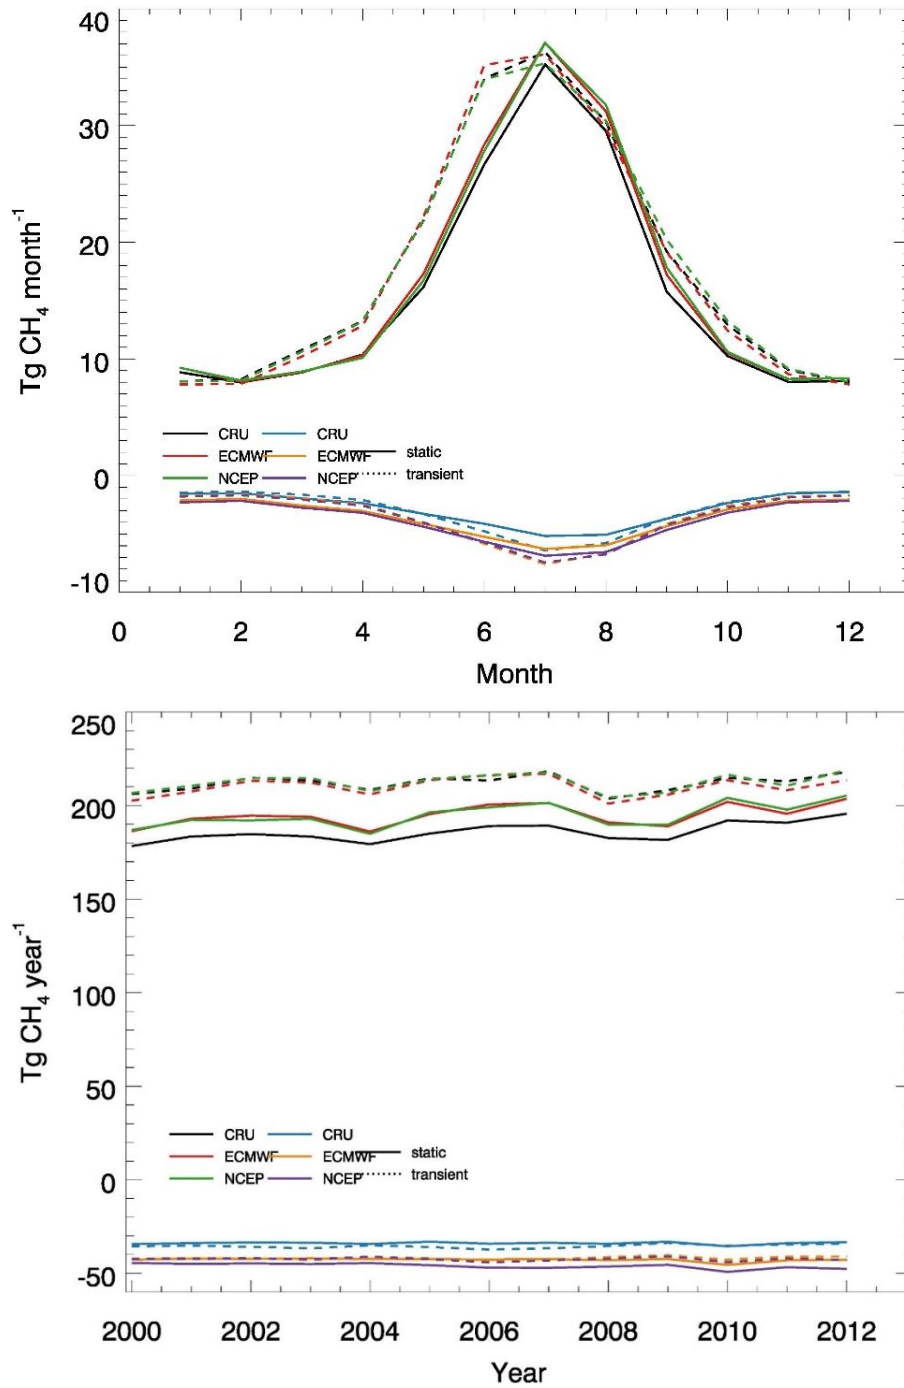 40
30
20
10
0
-10
Tg CH₄ month⁻¹
CRU CRU
ECMWF ECMWF static
NCEP NCEP transient
0 2 4 6 8 10 12
Month
250
200
150
100
50
0
-50
Tg CH₄ year⁻¹
CRU CRU
ECMWF ECMWF static
NCEP NCEP transient
2000 2002 2004 2006 2008 2010 2012
Year